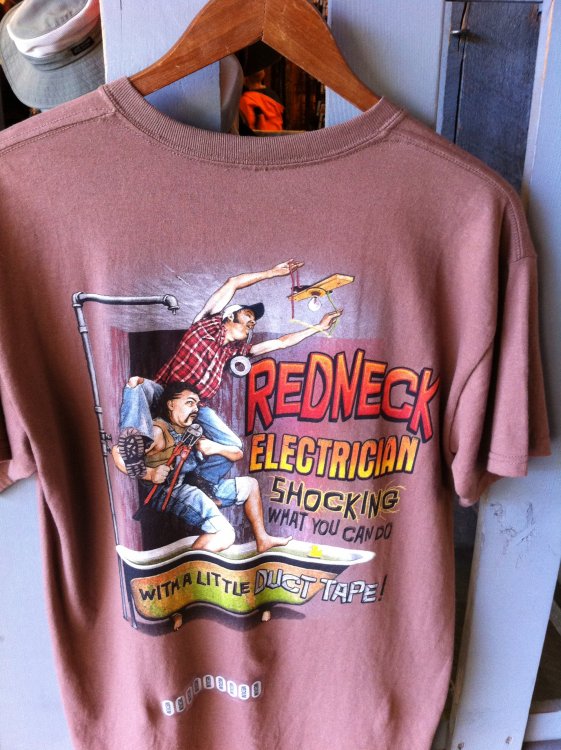 REDNECK
ELECTRICIAN
SHOCKING
WHAT YOU CAN DO
WITH A LITTLE DUCT TAPE!